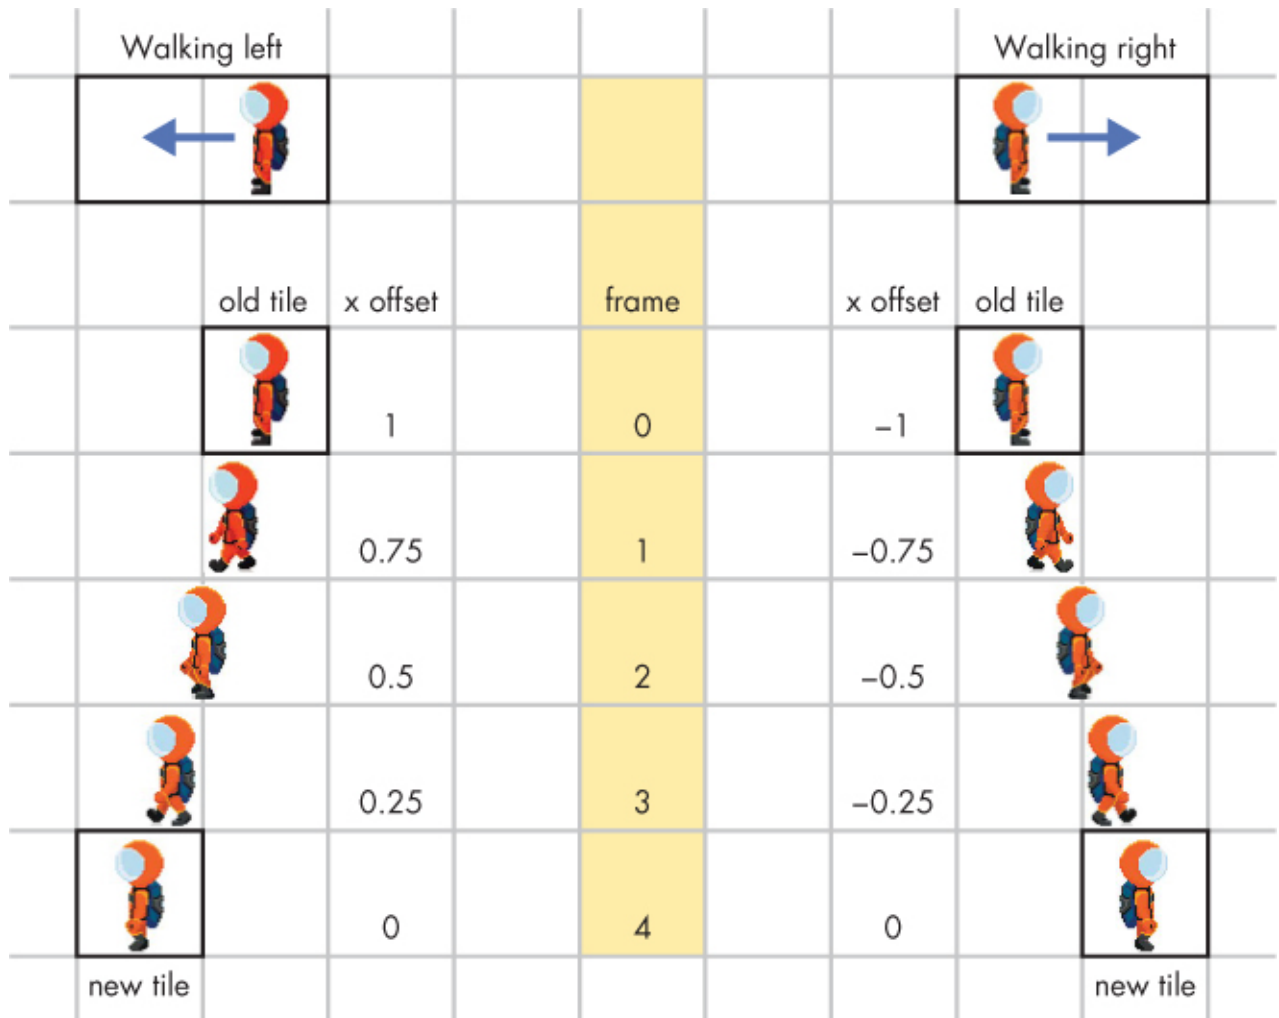 Walking left
Walking right
old tile x offset frame x offset old tile
1 0 –1
0.75 1 –0.75
0.5 2 –0.5
0.25 3 –0.25
0 4 0
new tile new tile